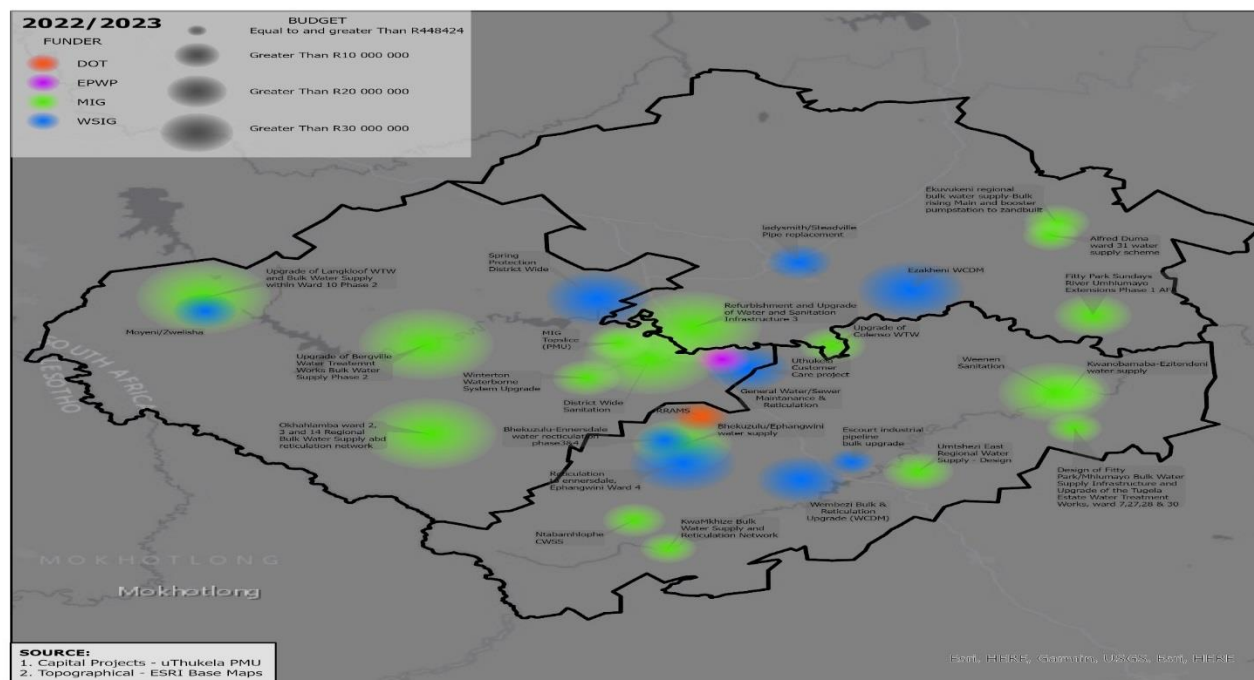 2022/2023
FUNDER
DOT
EPWP
MIG
WSIG
BUDGET
Equal to and greater Than R448424
Greater Than R10 000 000
Greater Than R20 000 000
Greater Than R30 000 000
Ekuvukeni regional
bulk water supply-Bulk
rising Main and booster
pumpstation to zandbuilt
Alfred Duma
ward 31 water
supply scheme
ladysmith/Steadville
Pipe replacement
Spring
Protection
District Wide
Ezakheni WCDM
Upgrade of Langkloof WTW
and Bulk Water Supply
within Ward 10 Phase 2
Moyeni/Zwelisha
Fitty Park Sundays
River Umhlumayo
Extensions Phase 1 AFA
Refurbishment and Upgrade
of Water and Sanitation
Infrastructure 3
MIG
Topslice
(PMU)
Upgrade of
Colenso WTW
Upgrade of Bergville
Water Treatemnt
Works Bulk Water
Supply Phase 2
Winterton
Waterborne
System Upgrade
Uthukela
Customer
Care project
Weenen
Sanitation
Kwanobamaba-Ezitendeni
water supply
District Wide
Sanitation
General Water/Sewer
Maintanance &
Reticulation
SOUTH AFRICA
LESOTHO
Okhahlamba ward 2,
3 and 14 Regional
Bulk Water Supply abd
reticulation network
RRAMS
Bhekuzulu-Ennersdale
water recticulation
phase3&4
Bhekuzulu/Ephangwini
water supply
Escourt industrial
pipeline
bulk upgrade
Umtshezi East
Regional Water
Supply - Design
Reticulation
to ennersdale,
Ephangwini Ward 4
Wembezi Bulk &
Reticulation
Upgrade (WCDM)
Design of Fitty
Park/Mhlumayo Bulk Water
Supply Infrastructure and
Upgrade of the Tugela
Estate Water Treatment
Works, ward 7,27,28 & 30
Ntabamhlophe
CWSS
KwaMkhize Bulk
Water Supply and
Reticulation Network
MOKHOTLONG
Mokhotlong
SOURCE:
1. Capital Projects - uThukela PMU
2. Topographical - ESRI Base Maps
Esri, HERE, Garmin, USGS, Esri, HERE